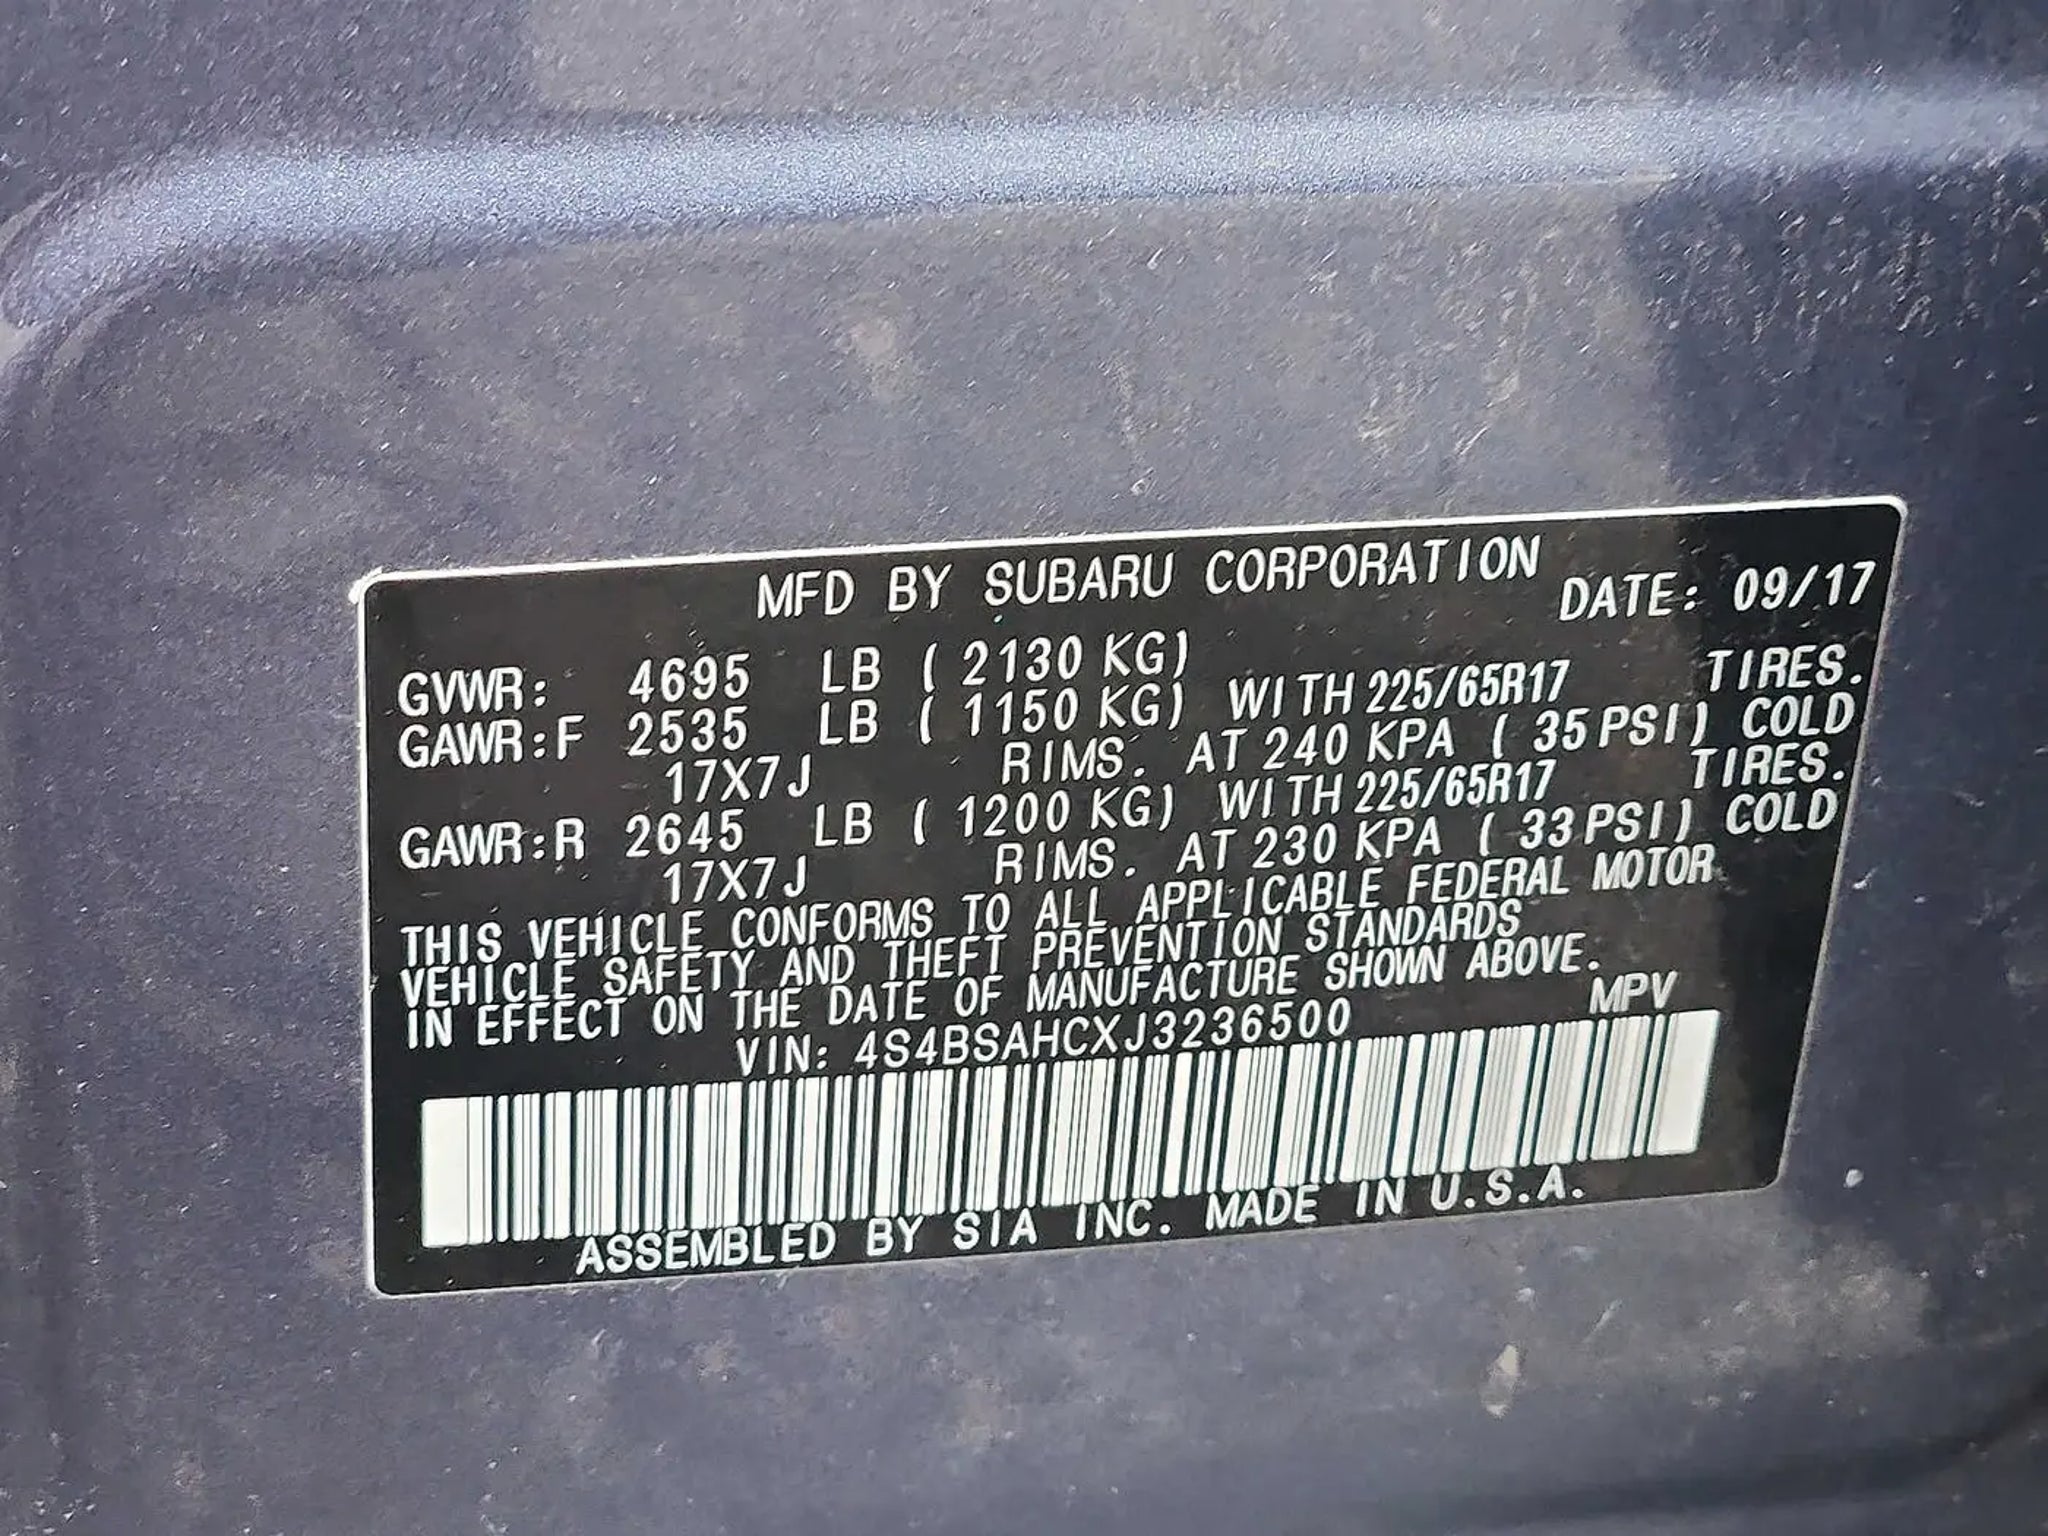 MFD BY SUBARU CORPORATION DATE: 09/17
GVWR: 4695 LB ( 2130 KG)
GAWR:F 2535 LB ( 1150 KG) WITH 225/65R17 TIRES.
17X7J RIMS. AT 240 KPA ( 35 PSI) COLD
GAWR:R 2645 LB ( 1200 KG) WITH 225/65R17 TIRES.
17X7J RIMS. AT 230 KPA ( 33 PSI) COLD
THIS VEHICLE CONFORMS TO ALL APPLICABLE FEDERAL MOTOR
VEHICLE SAFETY AND THEFT PREVENTION STANDARDS
IN EFFECT ON THE DATE OF MANUFACTURE SHOWN ABOVE.
VIN: 4S4BSAHCXJ3236500 MPV
ASSEMBLED BY SIA INC. MADE IN U.S.A.